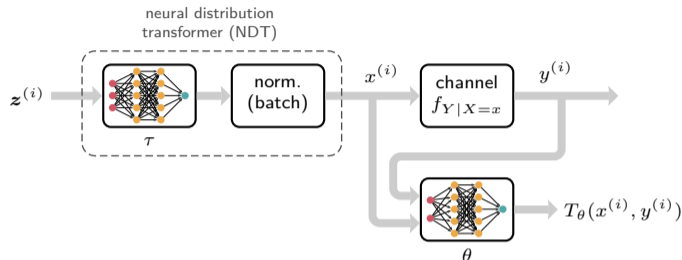 neural distribution
transformer (NDT)
z^(i)
τ
norm.
(batch)
x^(i)
channel
f_{Y|X=x}
y^(i)
θ
T_θ(x^(i), y^(i))